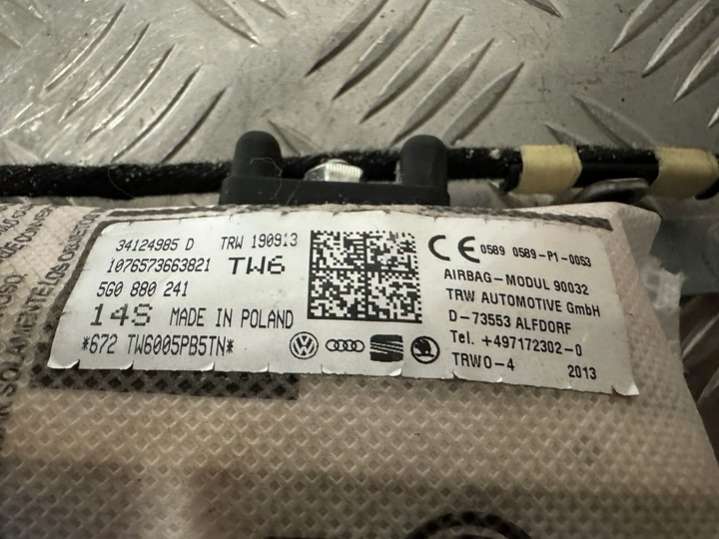 34124985 D TRW 190913
1076573663821 TW6
5G0 880 241
14S MADE IN POLAND
*672 TW6005PB5TN*
CE 0589 0589-P1-0053
AIRBAG-MODUL 90032
TRW AUTOMOTIVE GmbH
D-73553 ALFDORF
Tel. +497172302-0
TRWO-4 2013
SOLAMENTE